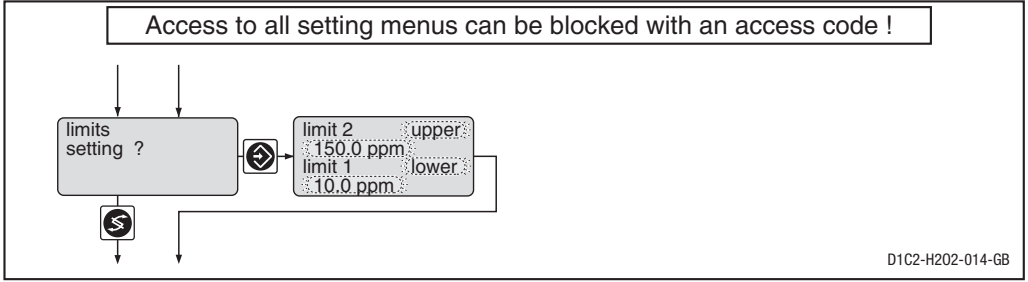 Access to all setting menus can be blocked with an access code !
limits
setting ?
limit 2 upper
150.0 ppm
limit 1 lower
10.0 ppm
D1C2-H202-014-GB